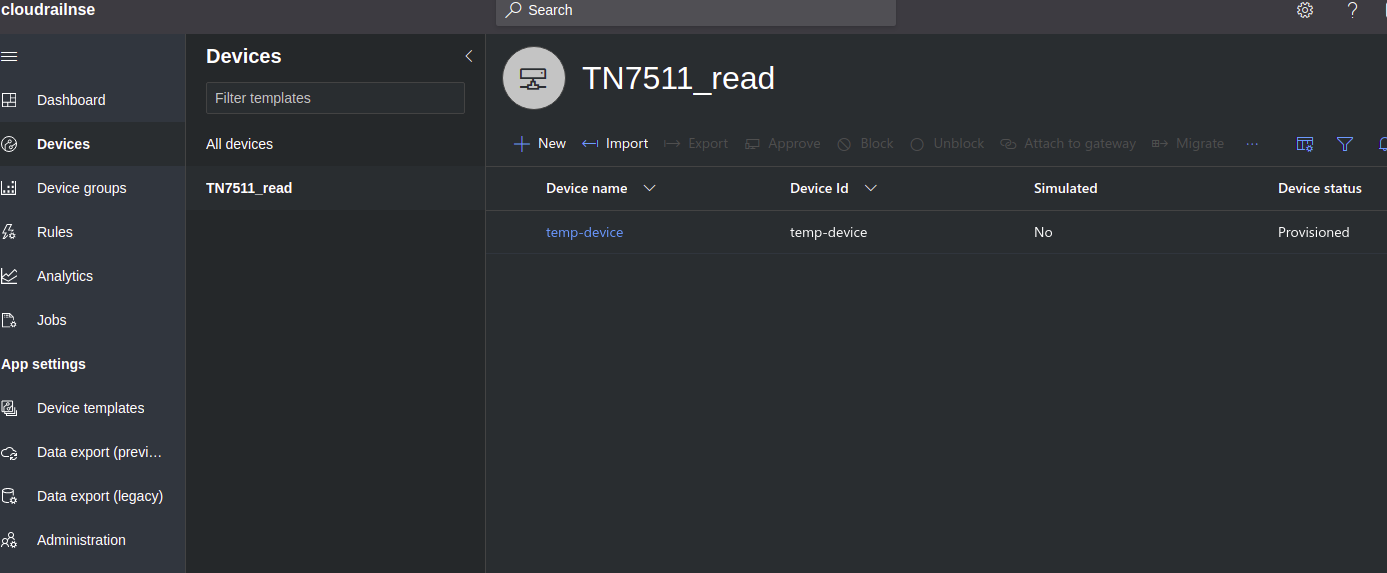 cloudrailnse
Search
?
Devices
Filter templates
All devices
TN7511_read
Dashboard
Devices
Device groups
Rules
Analytics
Jobs
App settings
Device templates
Data export (previ...
Data export (legacy)
Administration
TN7511_read
New Import Export Approve Block Unblock Attach to gateway Migrate ...
Device name Device Id Simulated Device status
temp-device temp-device No Provisioned